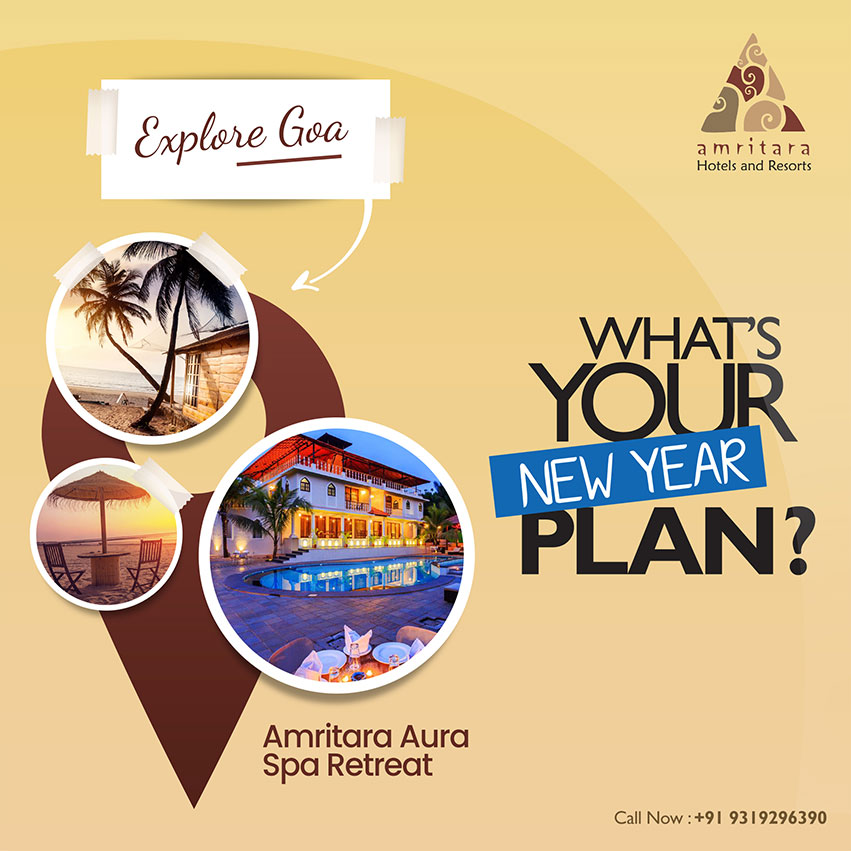 Explore Goa
amritara
Hotels and Resorts
WHAT'S
YOUR
NEW YEAR
PLAN?
Amritara Aura
Spa Retreat
Call Now : +91 9319296390